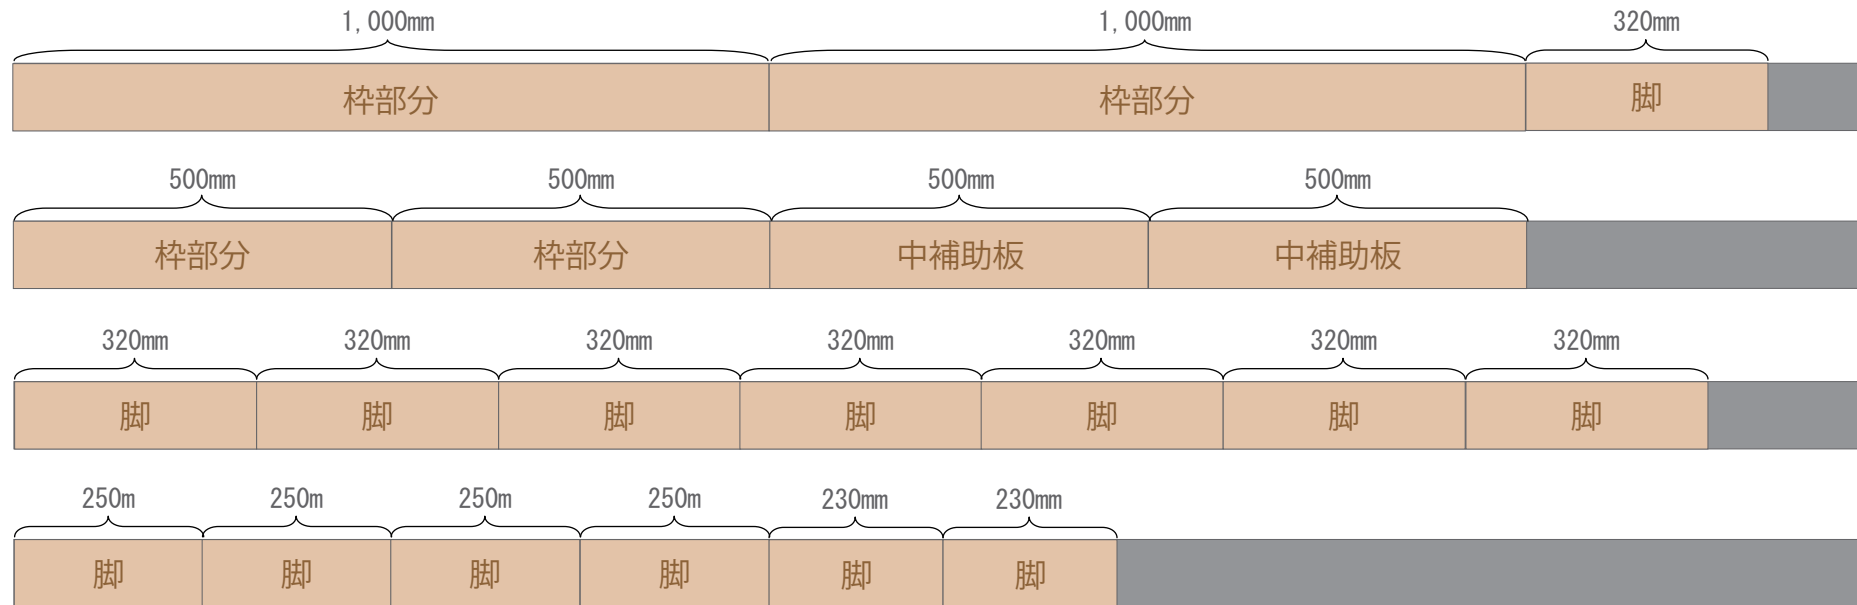 1,000mm 1,000mm 320mm
枠部分 枠部分 脚
500mm 500mm 500mm 500mm
枠部分 枠部分 中補助板 中補助板
320mm 320mm 320mm 320mm 320mm 320mm 320mm
脚 脚 脚 脚 脚 脚 脚
250m 250m 250m 250m 230mm 230mm
脚 脚 脚 脚 脚 脚